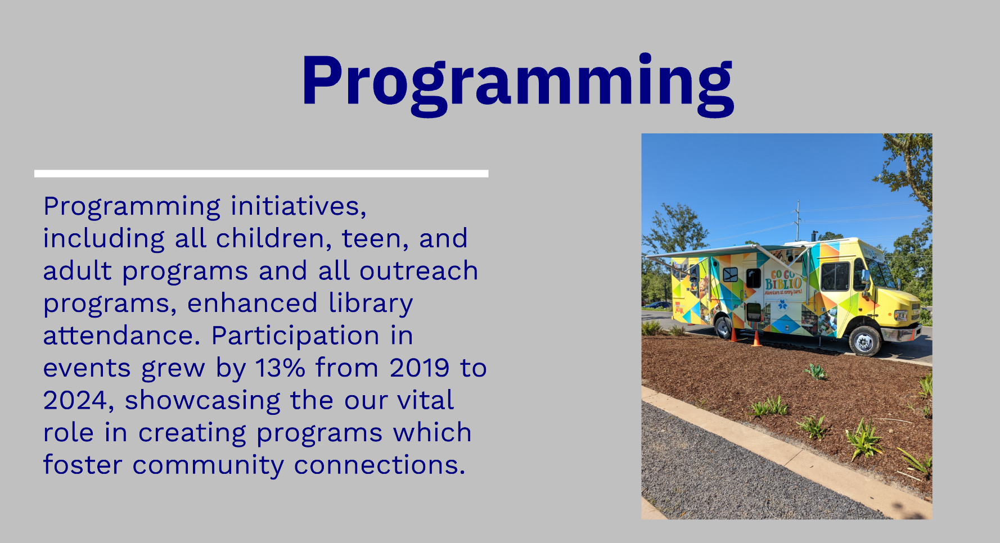 Programming
Programming initiatives,
including all children, teen, and
adult programs and all outreach
programs, enhanced library
attendance. Participation in
events grew by 13% from 2019 to
2024, showcasing the our vital
role in creating programs which
foster community connections.
GO GO
BIBLIO
Adventure at every turn!